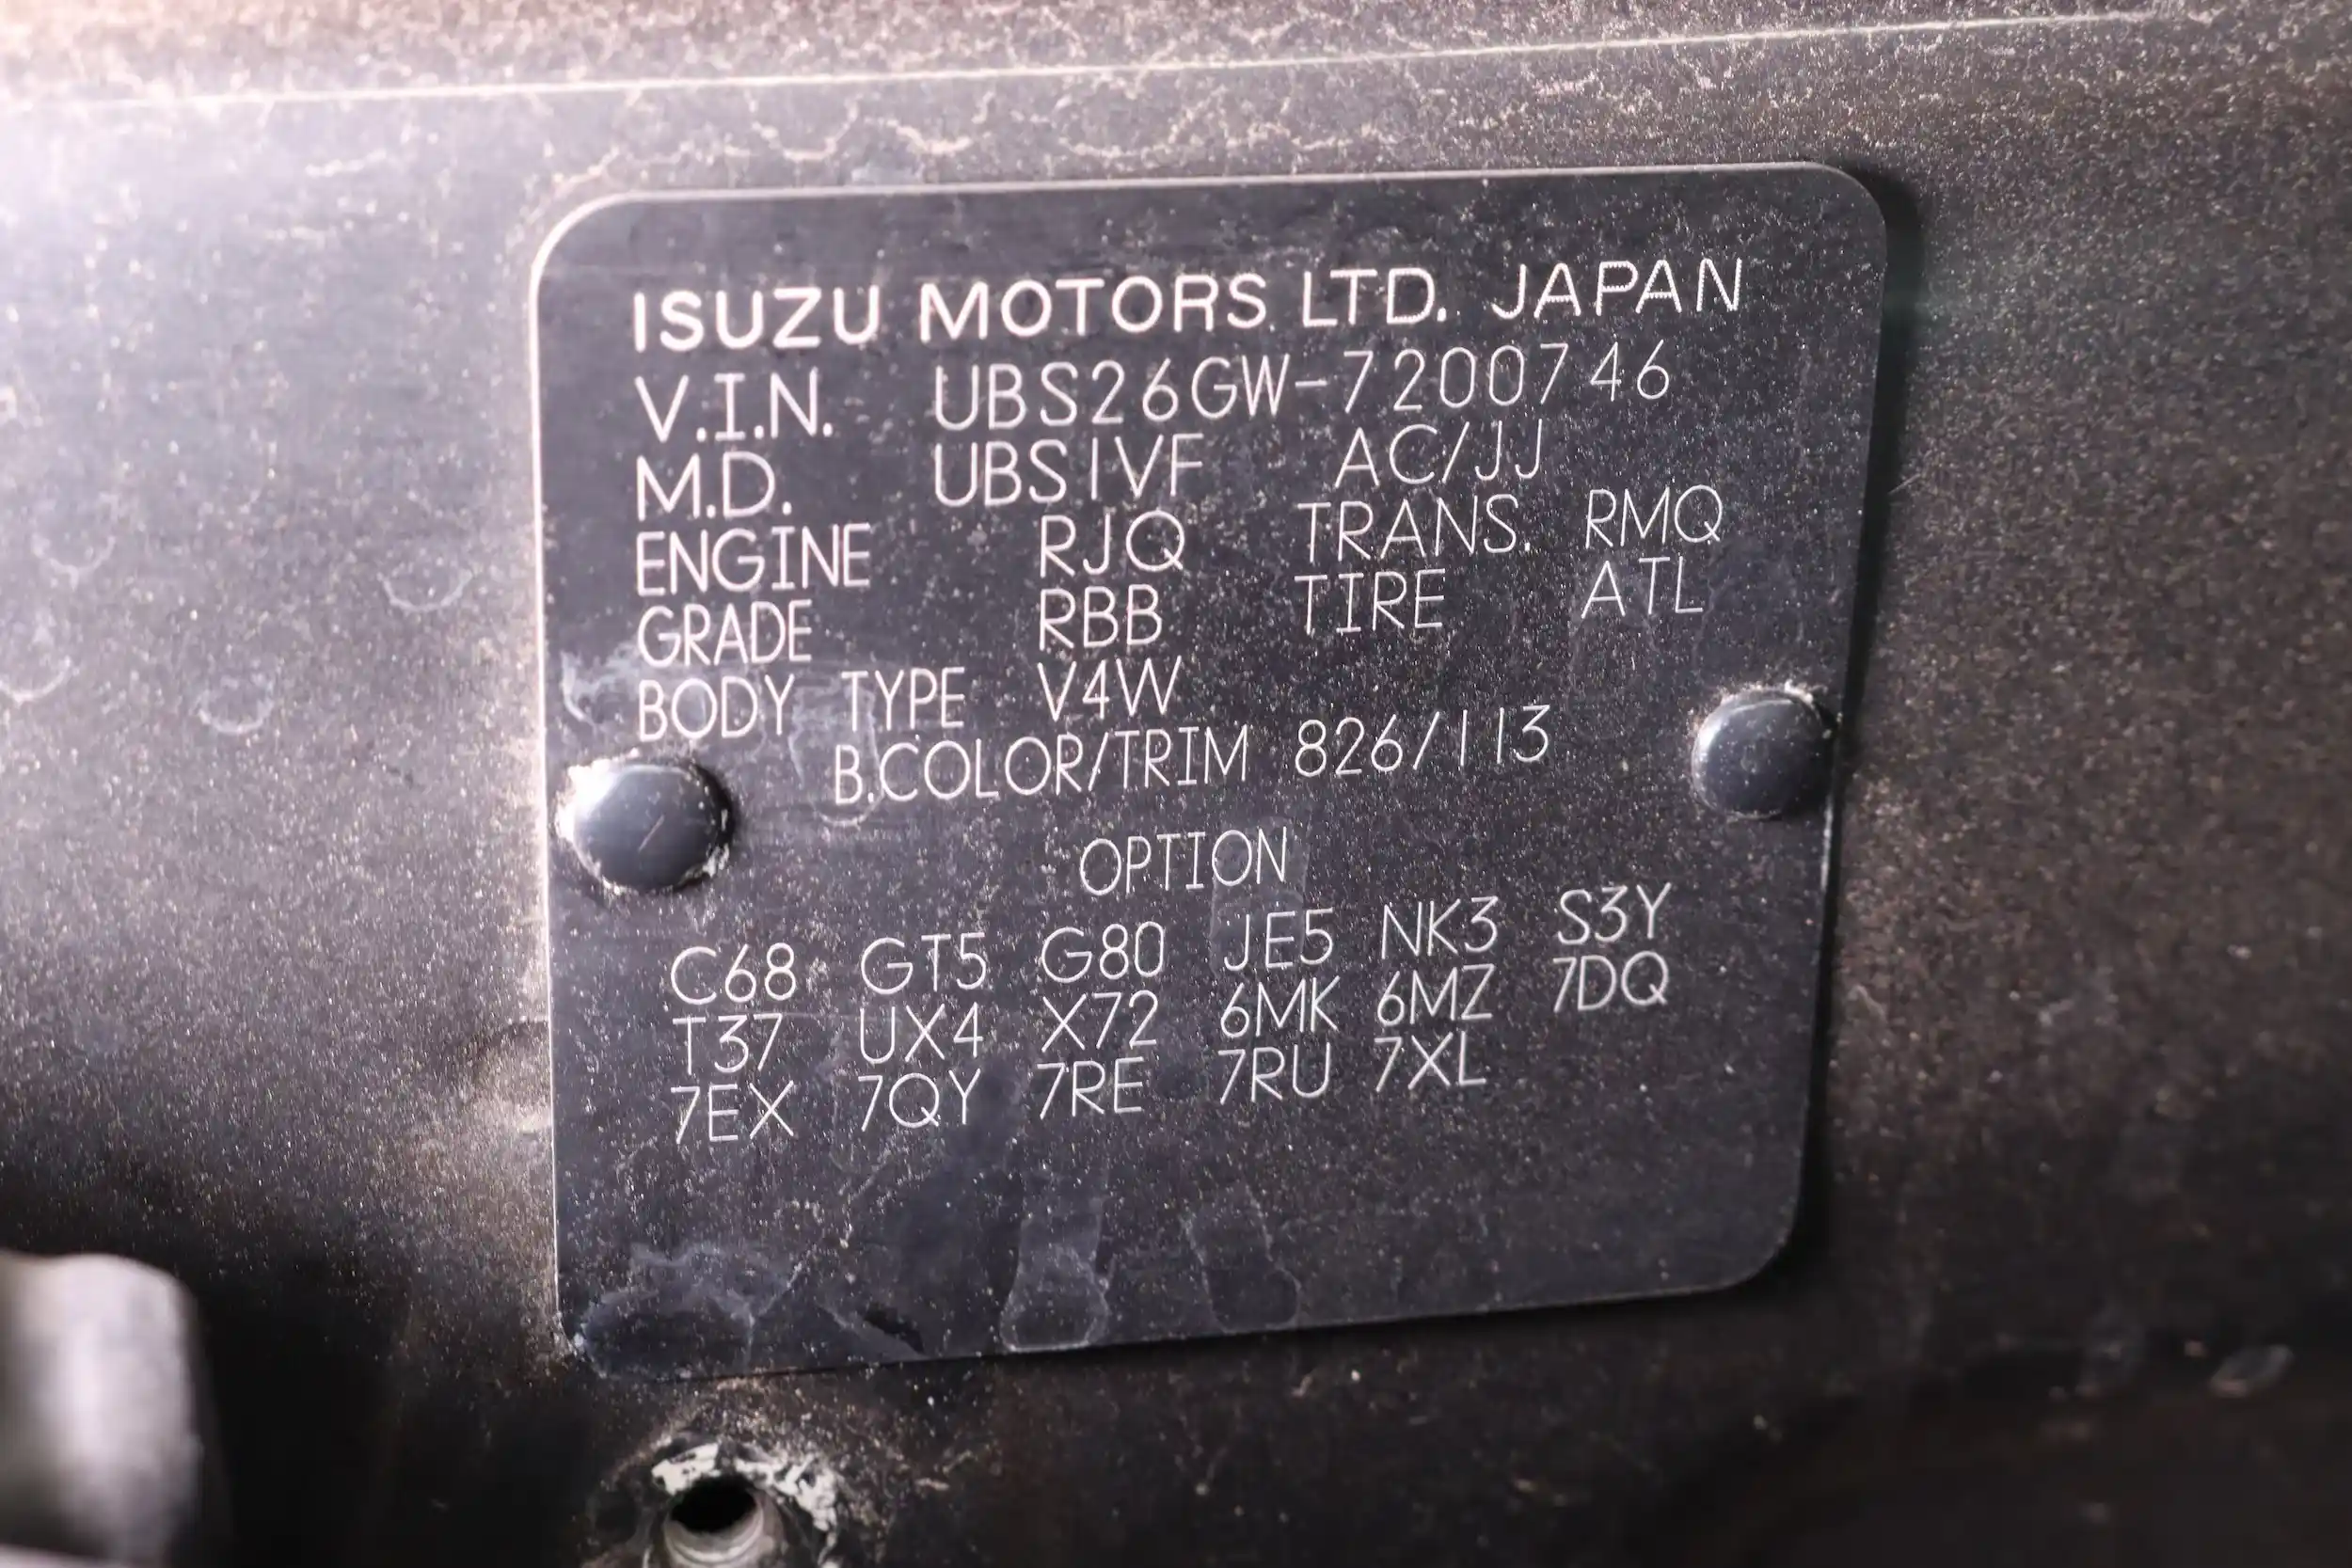 ISUZU MOTORS LTD. JAPAN
V.I.N. UBS26GW-7200746
M.D. UBS1VF AC/JJ
ENGINE RJQ TRANS. RMQ
GRADE RBB TIRE ATL
BODY TYPE V4W
B.COLOR/TRIM 826/113
OPTION
C68 GT5 G80 JE5 NK3 S3Y
T37 UX4 X72 6MK 6MZ 7DQ
7EX 7QY 7RE 7RU 7XL